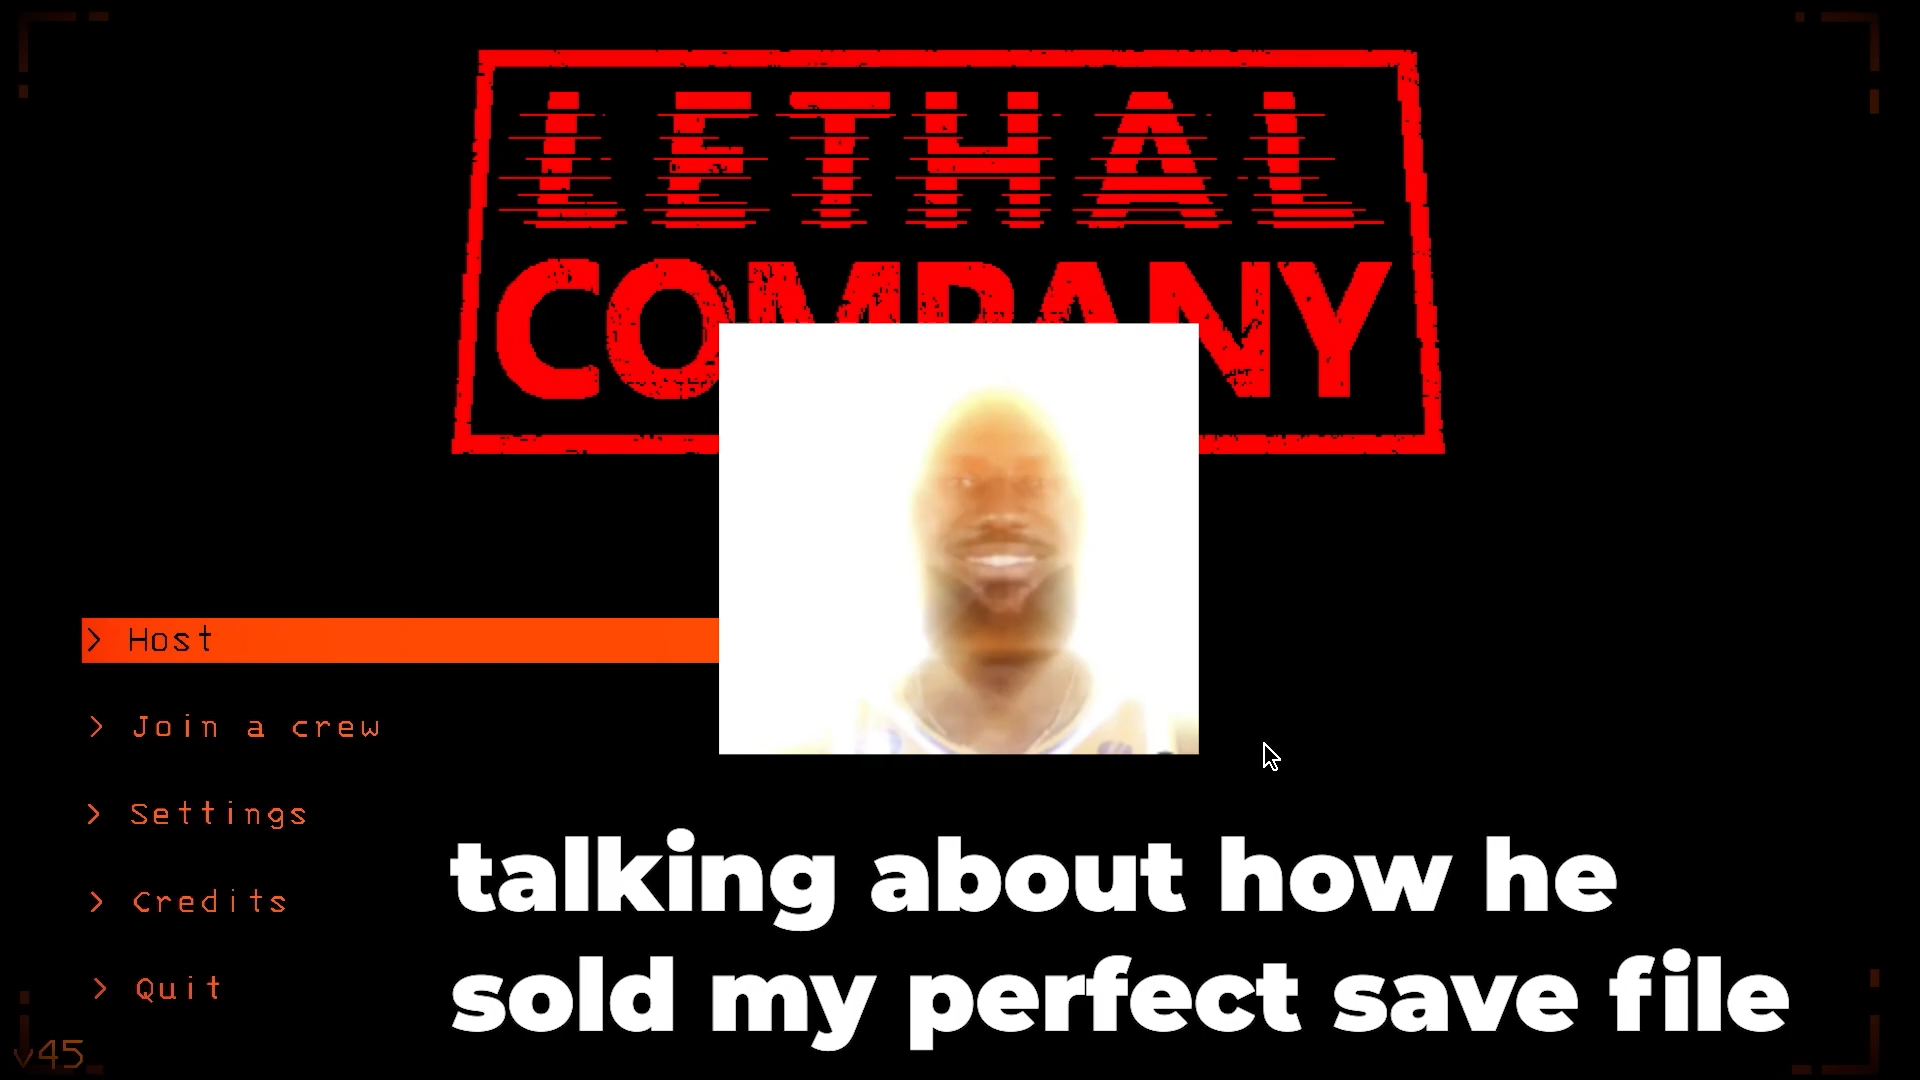 LETHAL
COMPANY
> Host
> Join a crew
> Settings
> Credits
> Quit
talking about how he
sold my perfect save file
v45